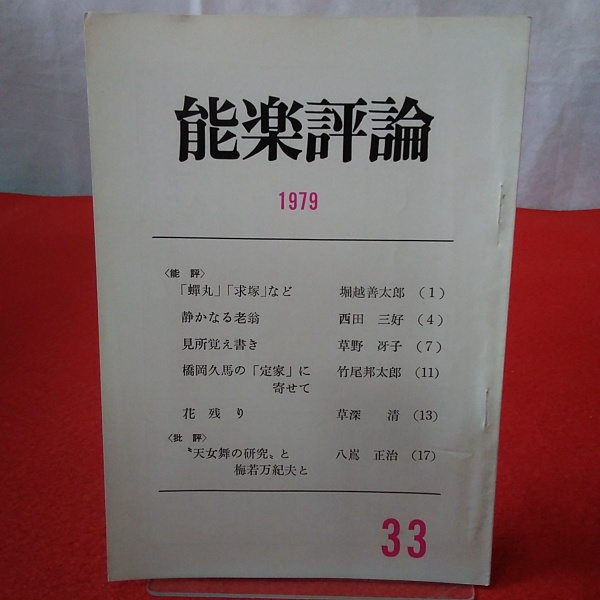 能楽評論
1979
〈能 評〉
「蟬丸」「求塚」など 堀越善太郎 (1)
静かなる老翁 西田 三好 (4)
見所覚え書き 草野 冴子 (7)
橋岡久馬の「定家」に 竹尾邦太郎 (11)
寄せて
花 残 り 草深 清 (13)
〈批 評〉
〝天女舞の研究〟と 八嶌 正治 (17)
梅若万紀夫と
33